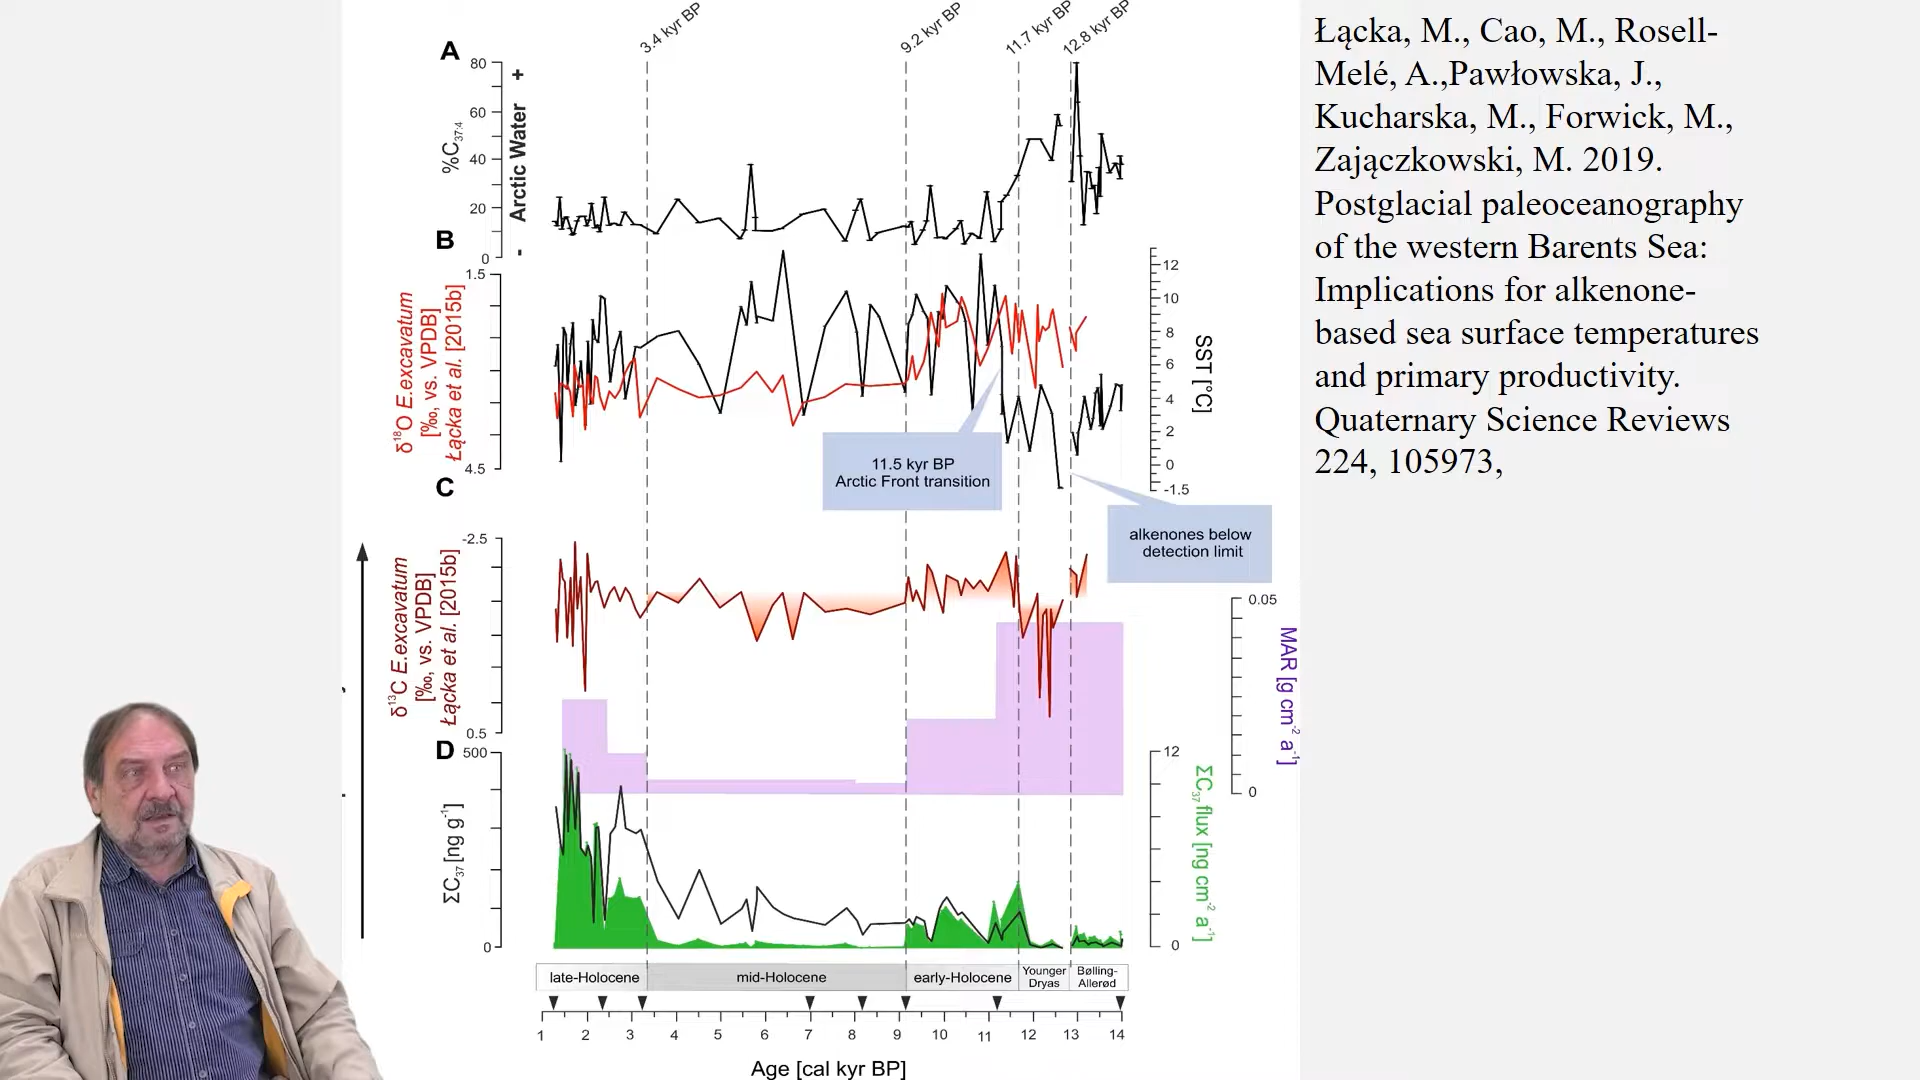 3.4 kyr BP
9.2 kyr BP
11.7 kyr BP
12.8 kyr BP
A
80
60
40
20
0
%C37:4
- Arctic Water +
B
1.5
4.5
δ18O E.excavatum
[‰, vs. VPDB]
Łącka et al. [2015b]
12
10
8
6
4
2
0
-1.5
SST [°C]
11.5 kyr BP
Arctic Front transition
alkenones below
detection limit
C
-2.5
0.5
δ13C E.excavatum
[‰, vs. VPDB]
Łącka et al. [2015b]
0.05
0
MAR [g cm-2 a-1]
D
500
0
ΣC37 [ng g-1]
12
0
ΣC37 flux [ng cm-2 a-1]
late-Holocene
mid-Holocene
early-Holocene
Younger
Dryas
Bølling-
Allerød
1 2 3 4 5 6 7 8 9 10 11 12 13 14
Age [cal kyr BP]
Łącka, M., Cao, M., Rosell-
Melé, A.,Pawłowska, J.,
Kucharska, M., Forwick, M.,
Zajączkowski, M. 2019.
Postglacial paleoceanography
of the western Barents Sea:
Implications for alkenone-
based sea surface temperatures
and primary productivity.
Quaternary Science Reviews
224, 105973,